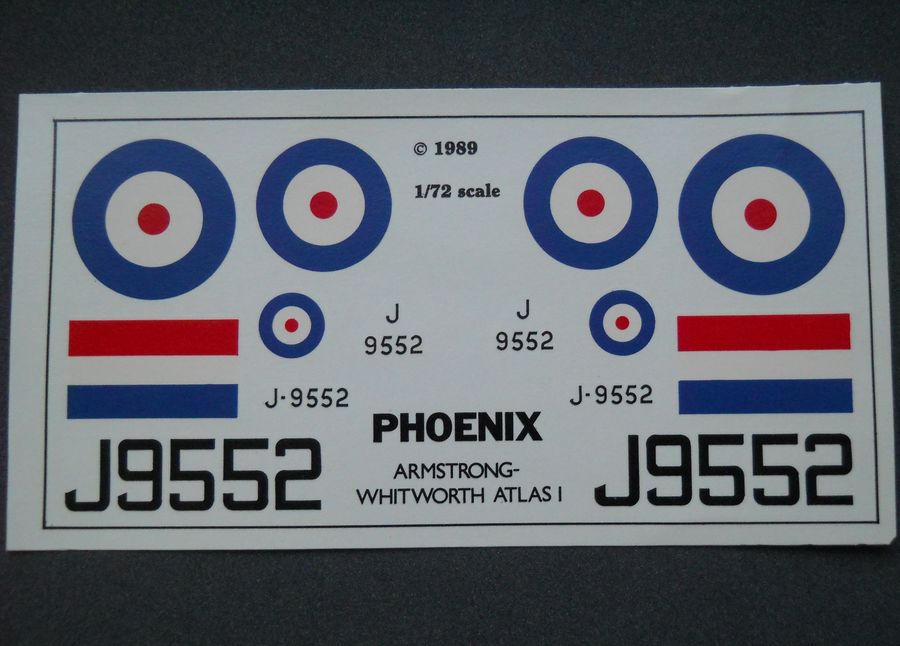 © 1989
1/72 scale
J
9552
J
9552
J-9552
J-9552
PHOENIX
J9552
ARMSTRONG-
WHITWORTH ATLAS I
J9552